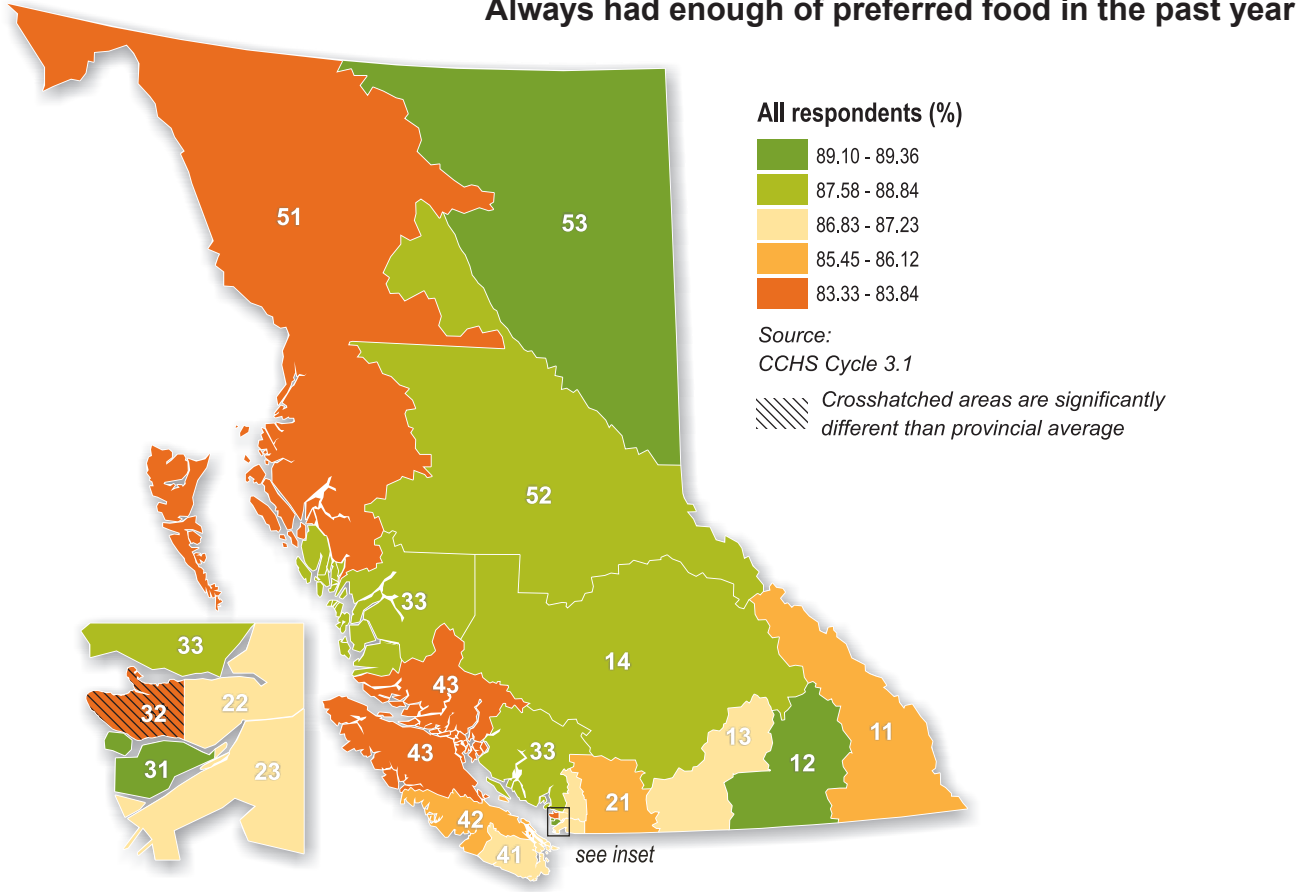 Always had enough of preferred food in the past year
All respondents (%)
89.10 - 89.36
87.58 - 88.84
86.83 - 87.23
85.45 - 86.12
83.33 - 83.84
Source:
CCHS Cycle 3.1
Crosshatched areas are significantly
different than provincial average
51
53
52
33
14
43
43
33
13
12
11
21
42
41
see inset
33
32
22
31
23